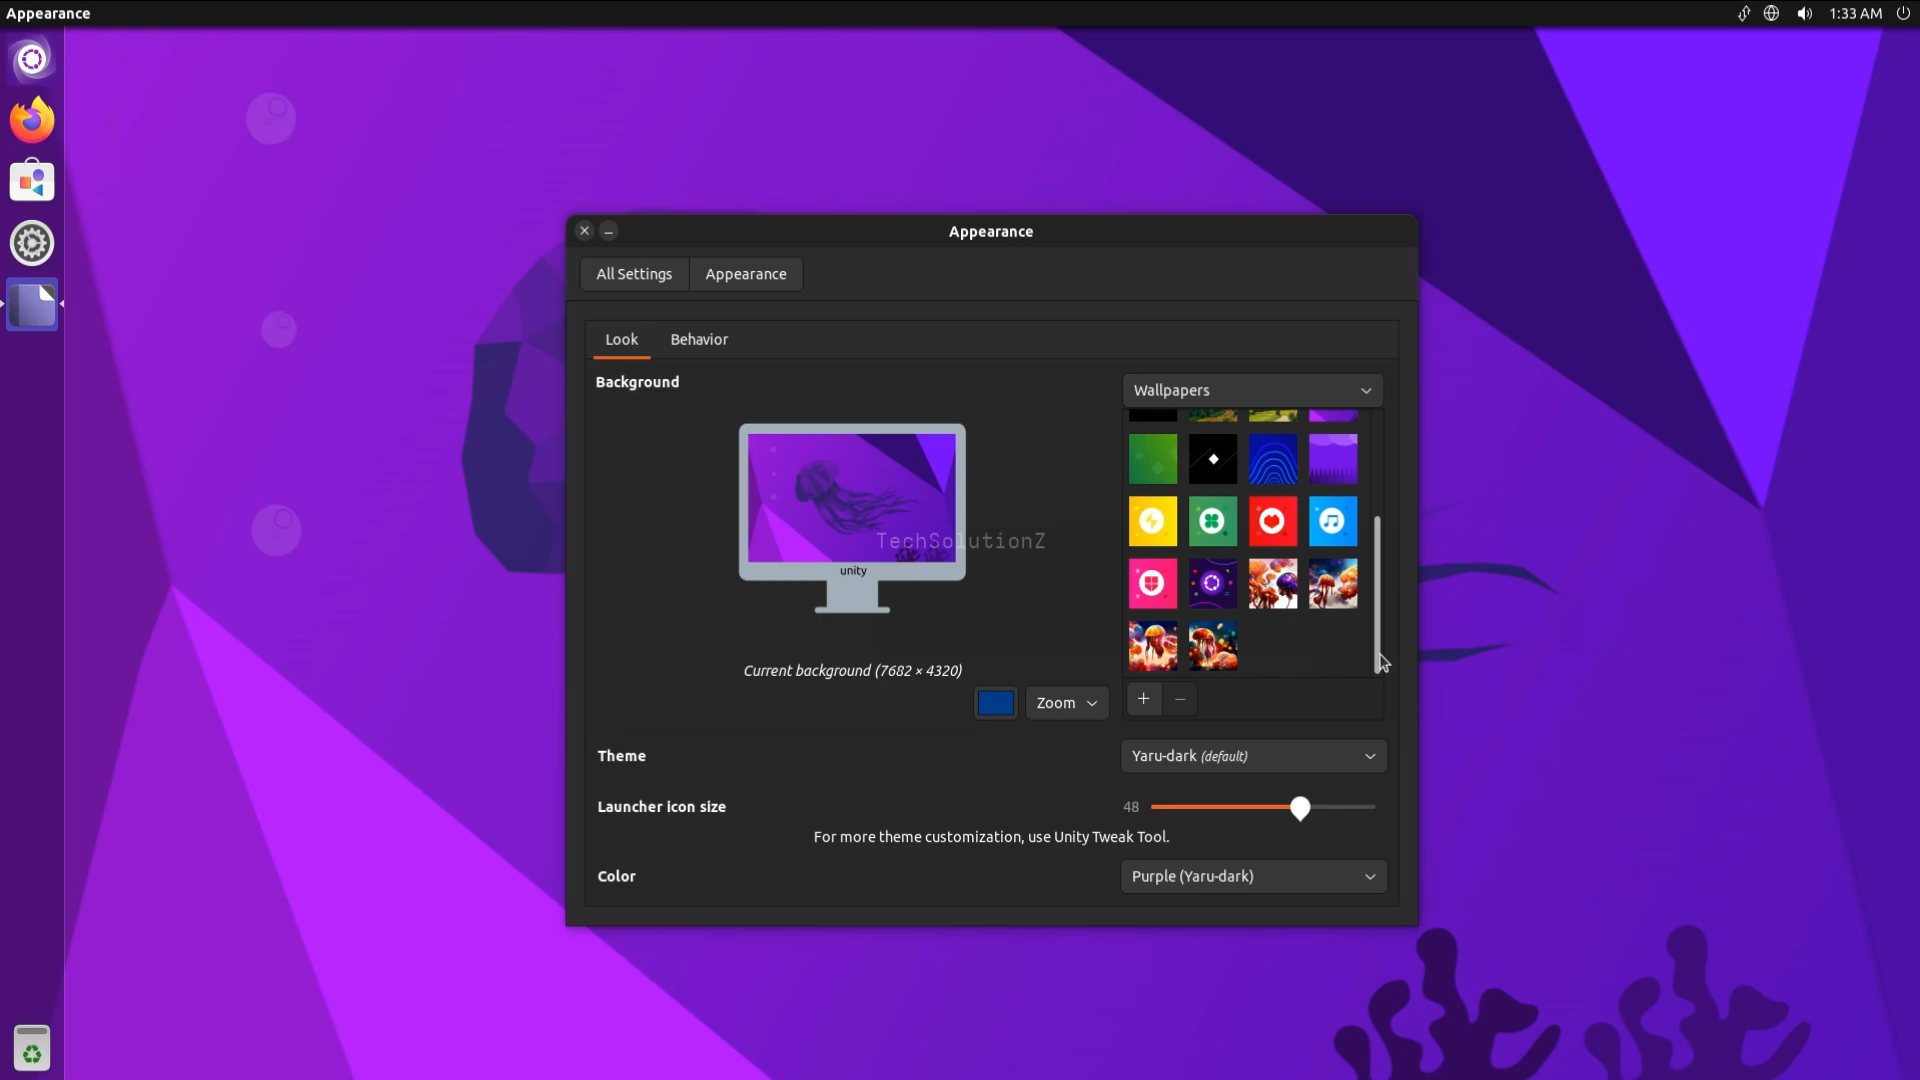 Appearance
1:33 AM
Appearance
All Settings
Appearance
Look
Behavior
Background
Wallpapers
TechSolutionZ
unity
Current background (7682 × 4320)
Zoom
Theme
Yaru-dark (default)
Launcher icon size
48
For more theme customization, use Unity Tweak Tool.
Color
Purple (Yaru-dark)